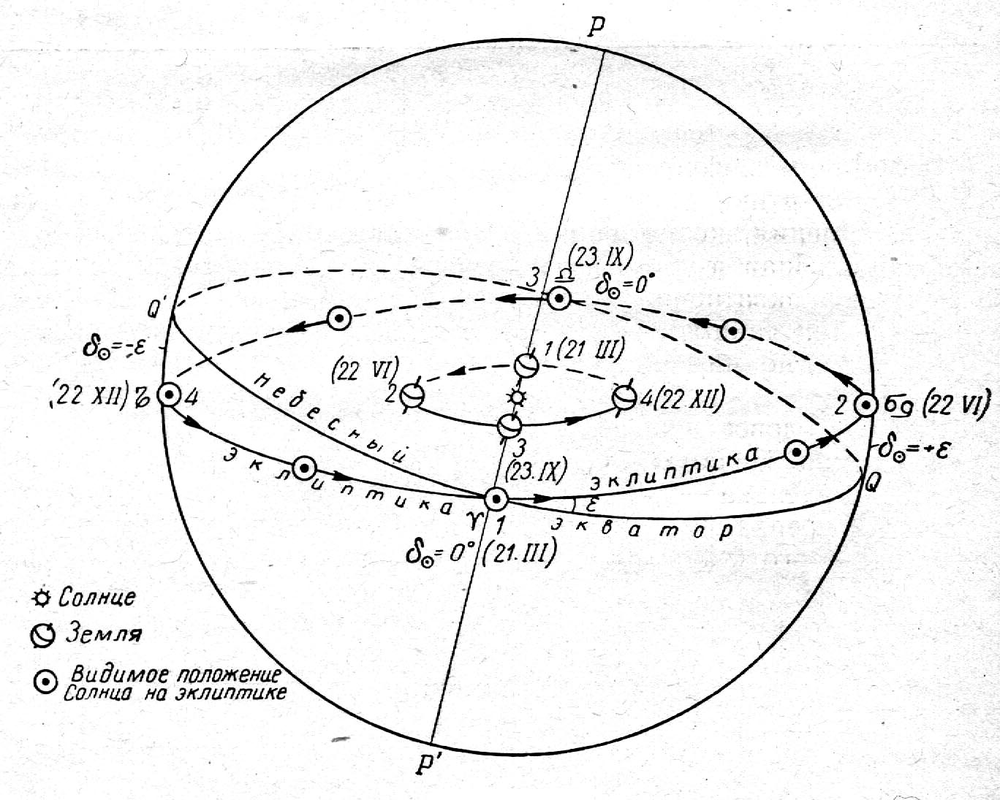 P
(23.IX)
3 ♎ δ☉=0°
Q'
δ☉=-ε
(22 VI)
1 (21 III)
2
4 (22 XII)
(22 XII) ♑ 4
2 ♋ (22 VI)
небесный
эклиптика
3
(23.IX)
эклиптика
δ☉=+ε
Q
ε
♈ 1
экватор
δ☉=0° (21.III)
Солнце
Земля
Видимое положение
Солнца на эклиптике
P'